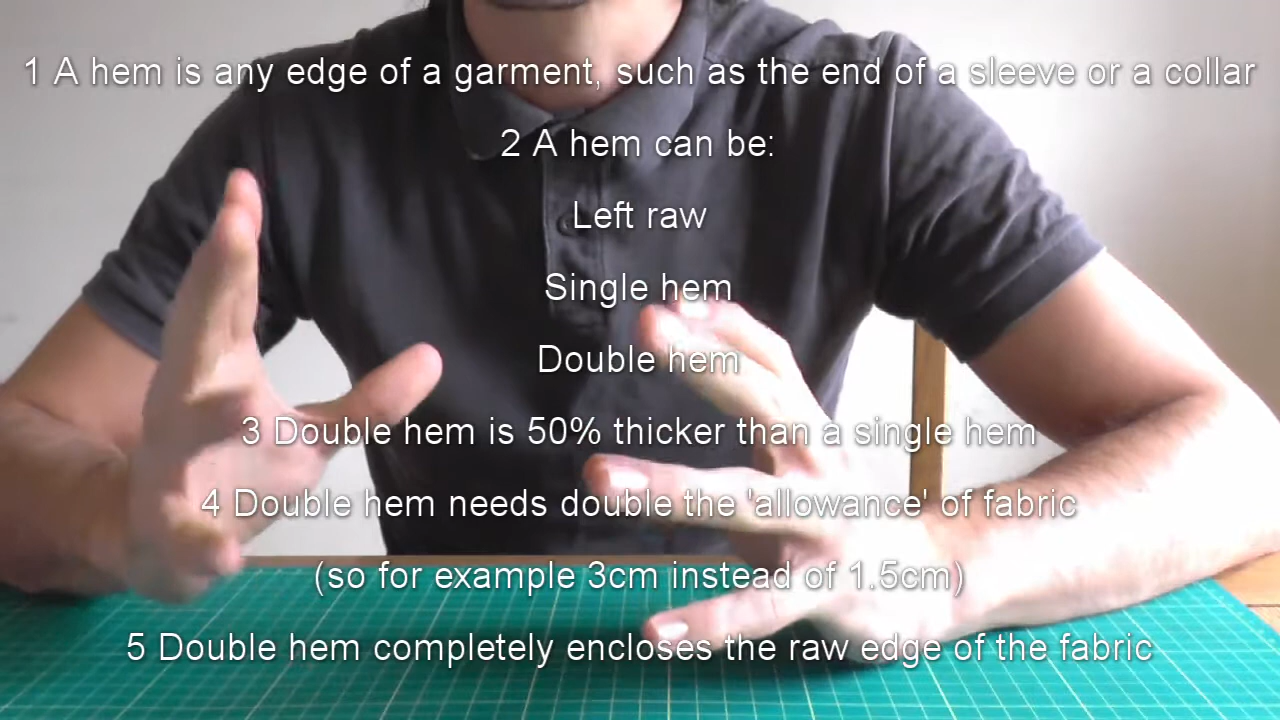 1 A hem is any edge of a garment, such as the end of a sleeve or a collar
2 A hem can be:
Left raw
Single hem
Double hem
3 Double hem is 50% thicker than a single hem
4 Double hem needs double the 'allowance' of fabric
(so for example 3cm instead of 1.5cm)
5 Double hem completely encloses the raw edge of the fabric